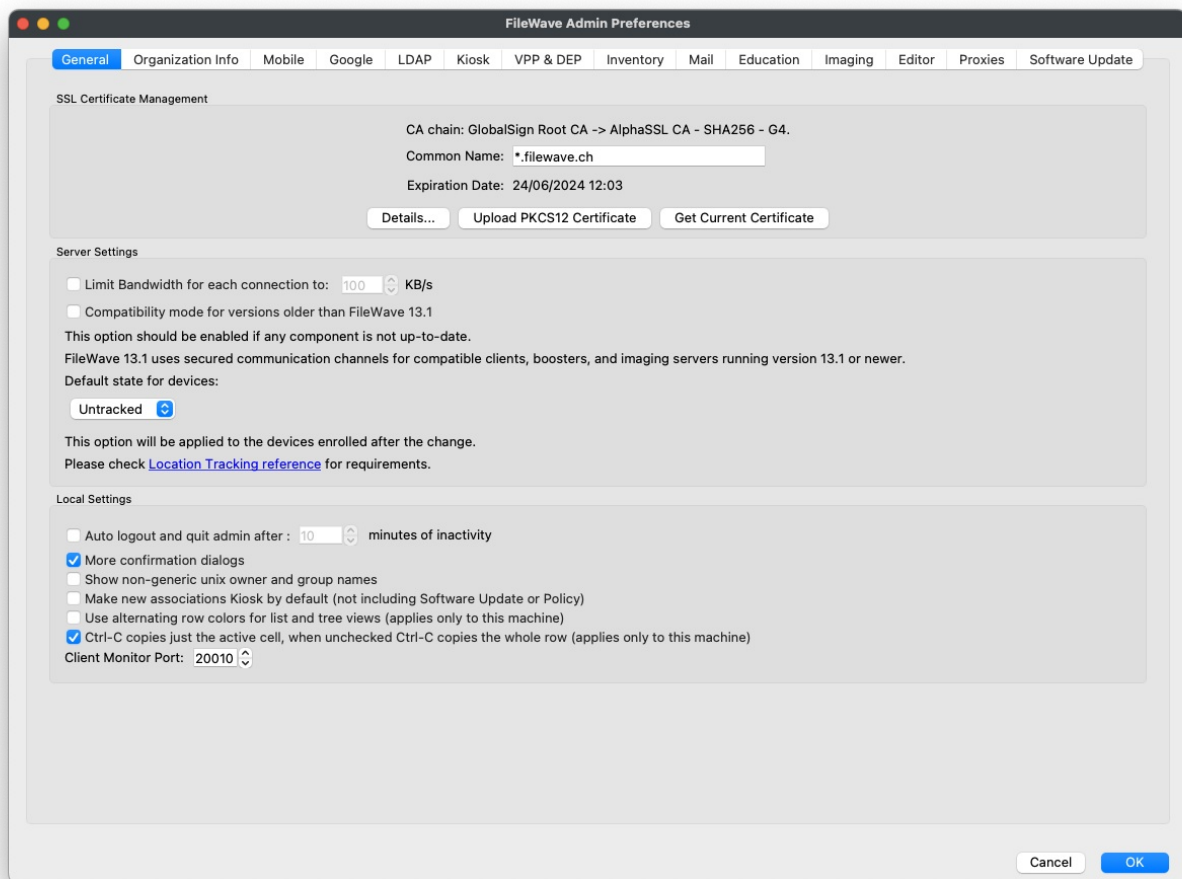 FileWave Admin Preferences
General Organization Info Mobile Google LDAP Kiosk VPP & DEP Inventory Mail Education Imaging Editor Proxies Software Update
SSL Certificate Management
CA chain: GlobalSign Root CA -> AlphaSSL CA - SHA256 - G4.
Common Name: *.filewave.ch
Expiration Date: 24/06/2024 12:03
Details... Upload PKCS12 Certificate Get Current Certificate
Server Settings
Limit Bandwidth for each connection to: 100 KB/s
Compatibility mode for versions older than FileWave 13.1
This option should be enabled if any component is not up-to-date.
FileWave 13.1 uses secured communication channels for compatible clients, boosters, and imaging servers running version 13.1 or newer.
Default state for devices:
Untracked
This option will be applied to the devices enrolled after the change.
Please check Location Tracking reference for requirements.
Local Settings
Auto logout and quit admin after : 10 minutes of inactivity
More confirmation dialogs
Show non-generic unix owner and group names
Make new associations Kiosk by default (not including Software Update or Policy)
Use alternating row colors for list and tree views (applies only to this machine)
Ctrl-C copies just the active cell, when unchecked Ctrl-C copies the whole row (applies only to this machine)
Client Monitor Port: 20010
Cancel OK